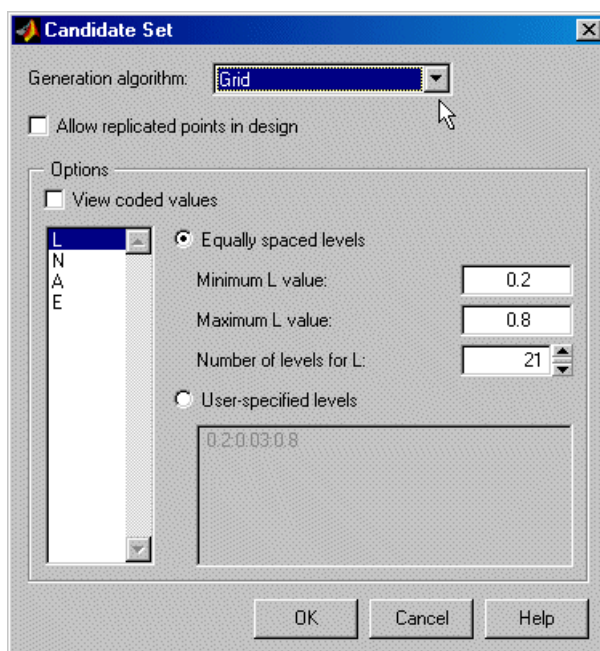 Candidate Set
Generation algorithm: Grid
Allow replicated points in design
Options
View coded values
L
N
A
E
Equally spaced levels
Minimum L value: 0.2
Maximum L value: 0.8
Number of levels for L: 21
User-specified levels
0.2:0.03:0.8
OK Cancel Help